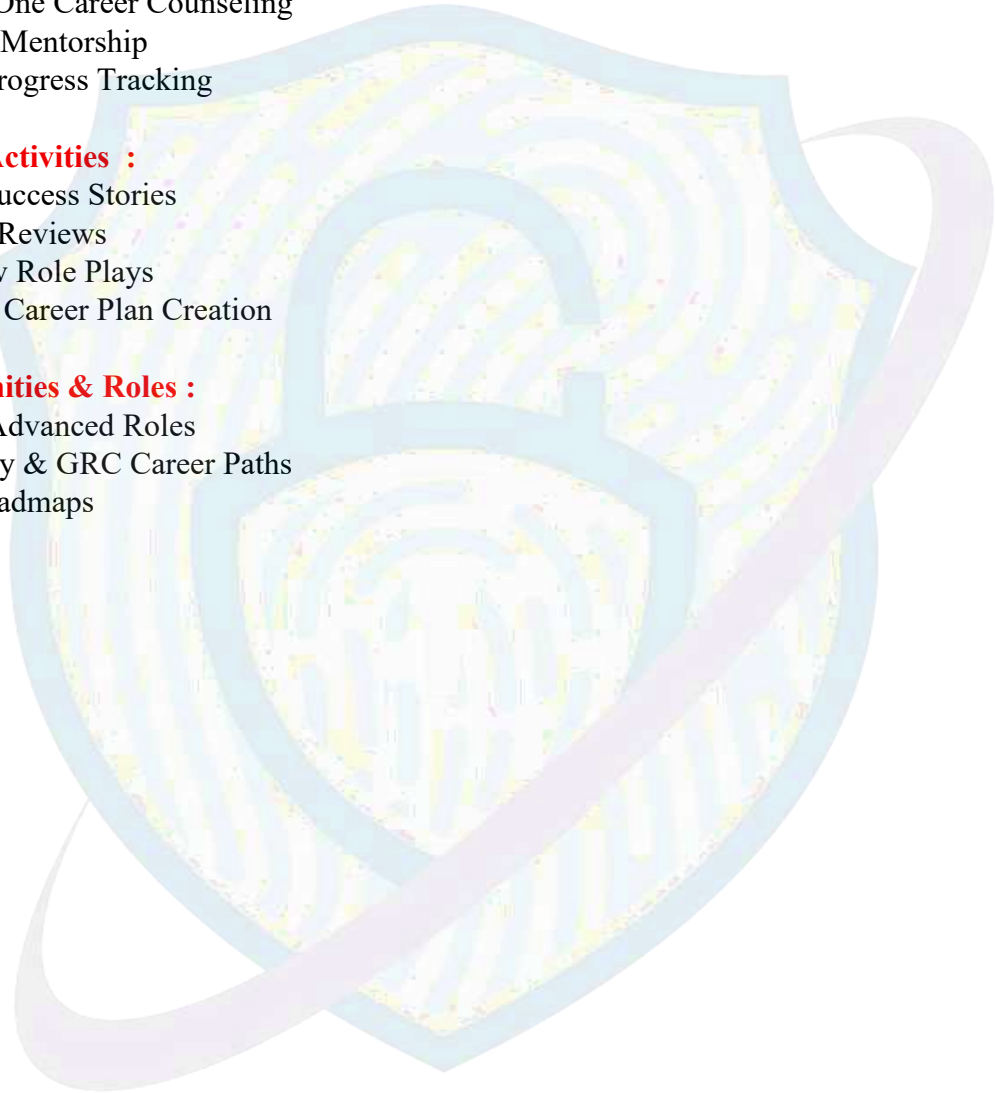 One Career Counseling
Mentorship
rogress Tracking
Activities :
uccess Stories
Reviews
Role Plays
Career Plan Creation
ities & Roles :
Advanced Roles
y & GRC Career Paths
admaps